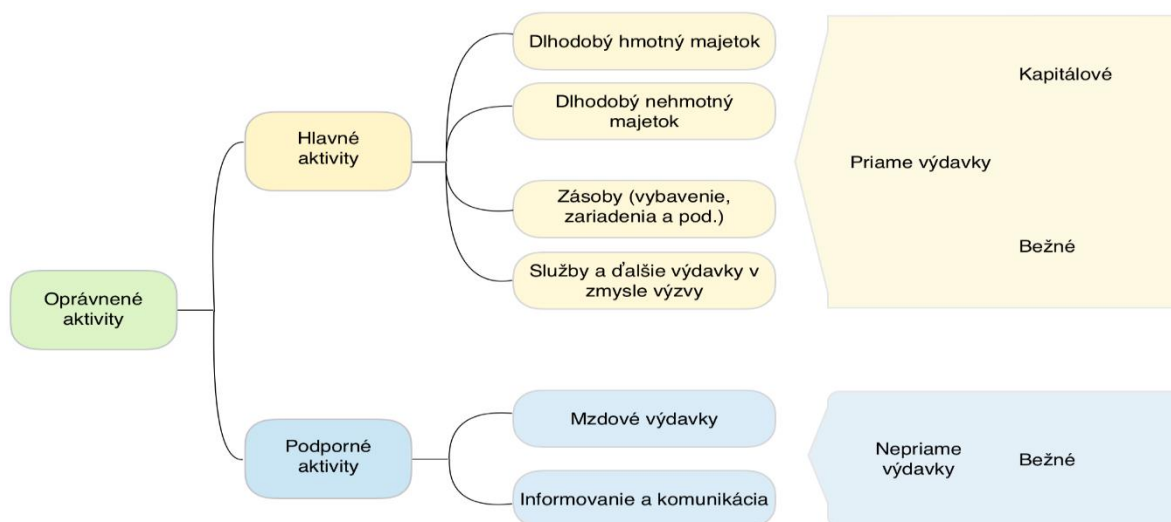 Oprávnené
aktivity
Hlavné
aktivity
Dlhodobý hmotný majetok
Dlhodobý nehmotný
majetok
Zásoby (vybavenie,
zariadenia a pod.)
Služby a ďalšie výdavky v
zmysle výzvy
Priame výdavky
Kapitálové
Bežné
Podporné
aktivity
Mzdové výdavky
Informovanie a komunikácia
Nepriame
výdavky
Bežné